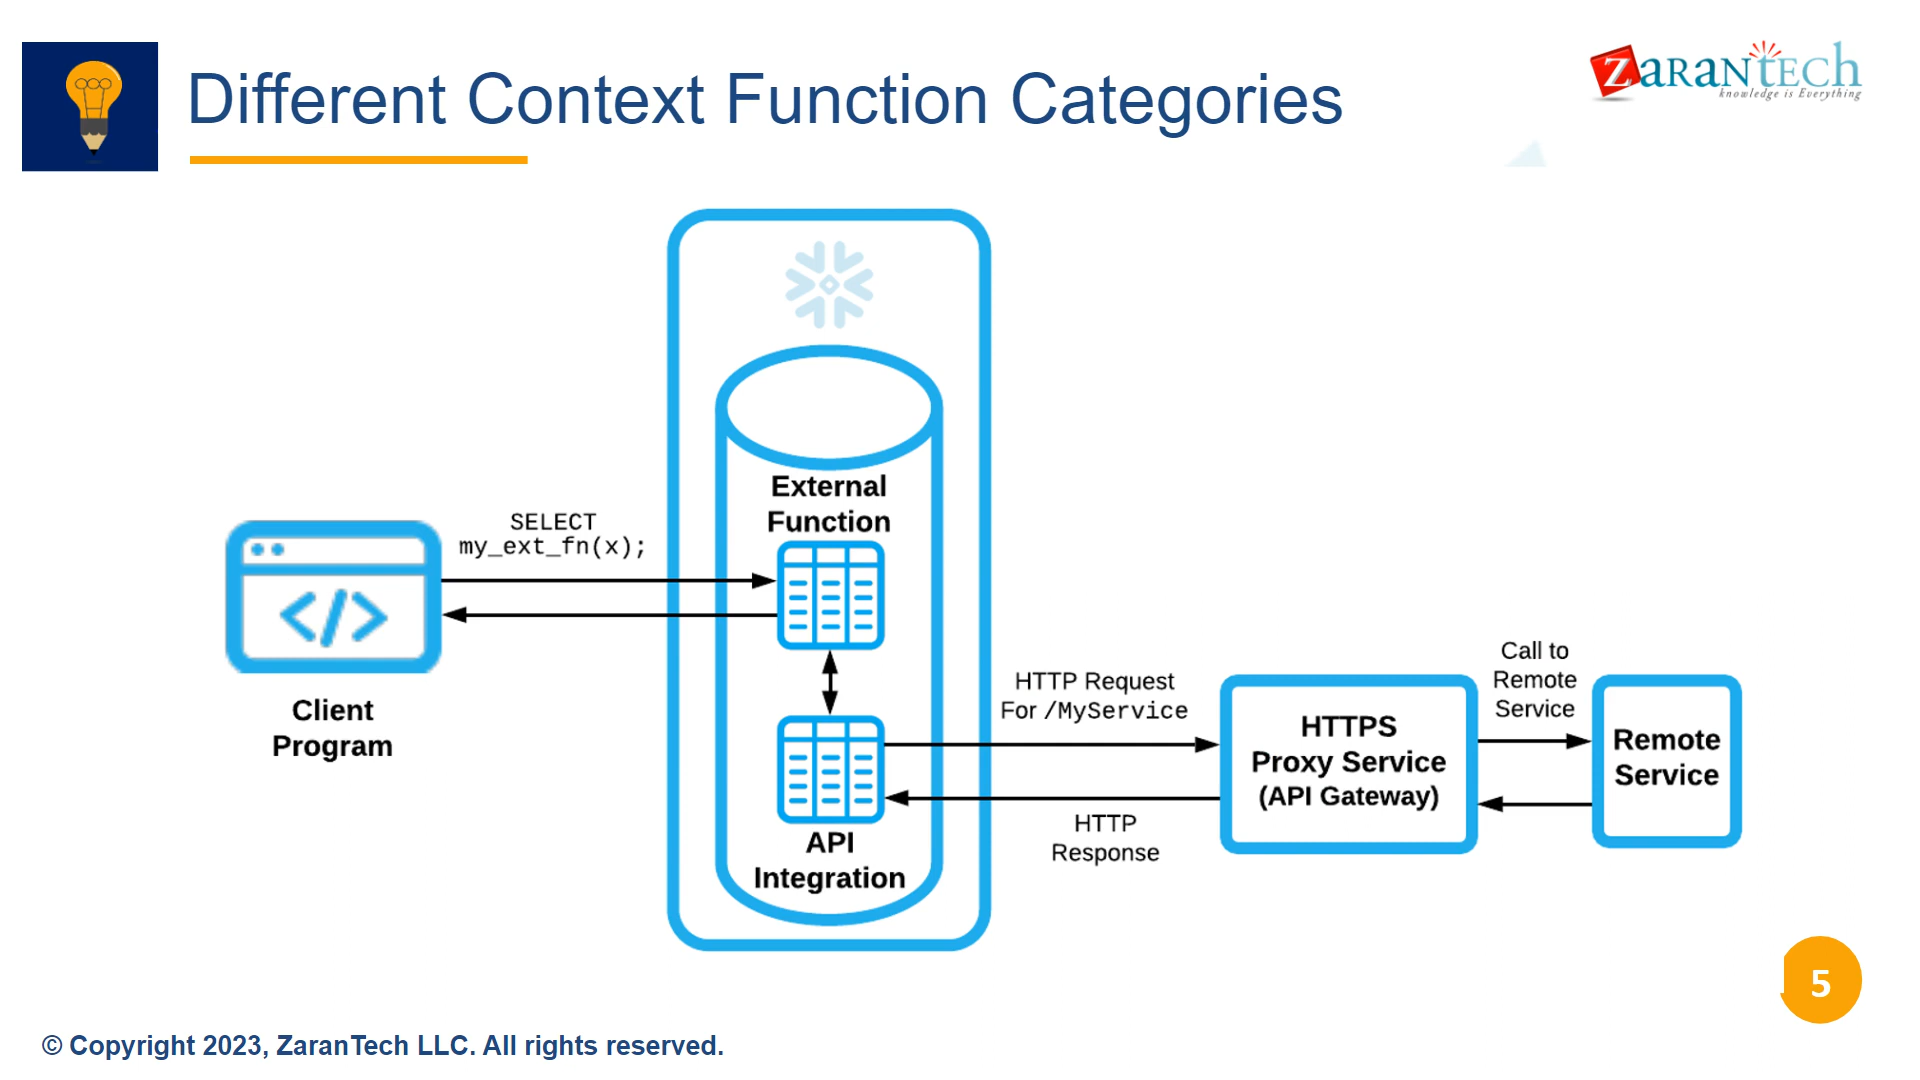 Different Context Function Categories
ZARANTECH
knowledge is Everything
External
Function
SELECT
my_ext_fn(x);
Client
Program
API
Integration
HTTP Request
For /MyService
HTTP
Response
HTTPS
Proxy Service
(API Gateway)
Call to
Remote
Service
Remote
Service
5
© Copyright 2023, ZaranTech LLC. All rights reserved.